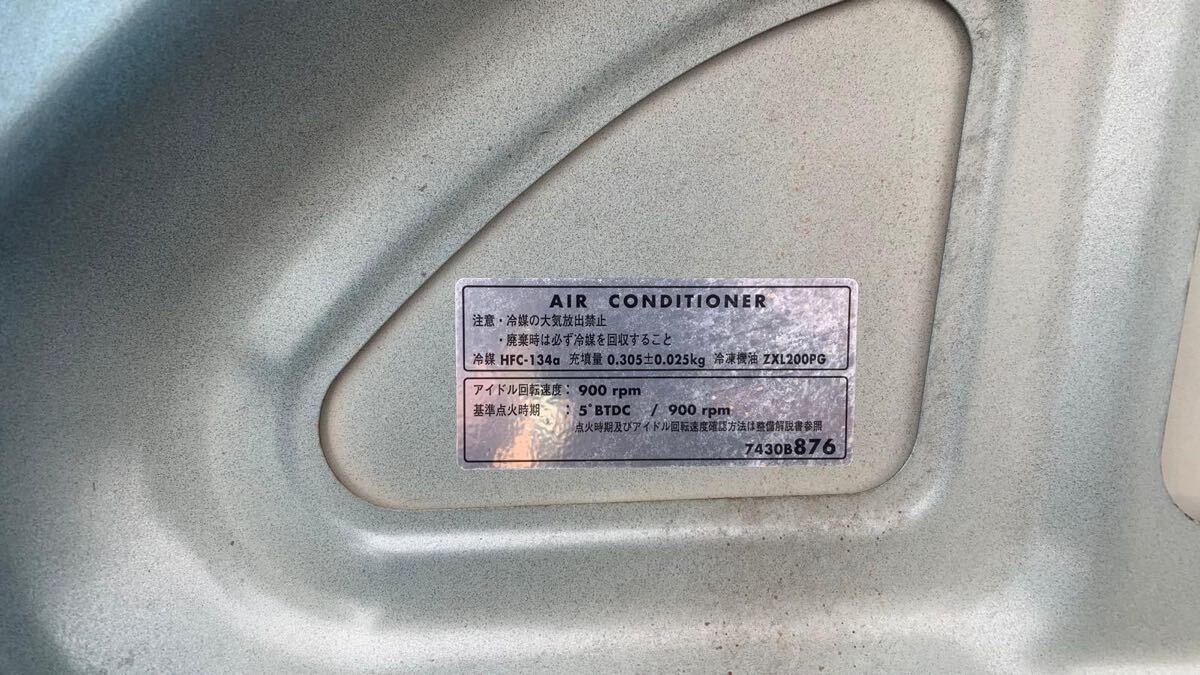 AIR CONDITIONER
注意・冷媒の大気放出禁止
・廃棄時は必ず冷媒を回収すること
冷媒 HFC-134a 充填量 0.305±0.025kg 冷凍機油 ZXL200PG
アイドル回転速度： 900 rpm
基準点火時期 ： 5°BTDC / 900 rpm
点火時期及びアイドル回転速度確認方法は整備解説書参照
7430B876